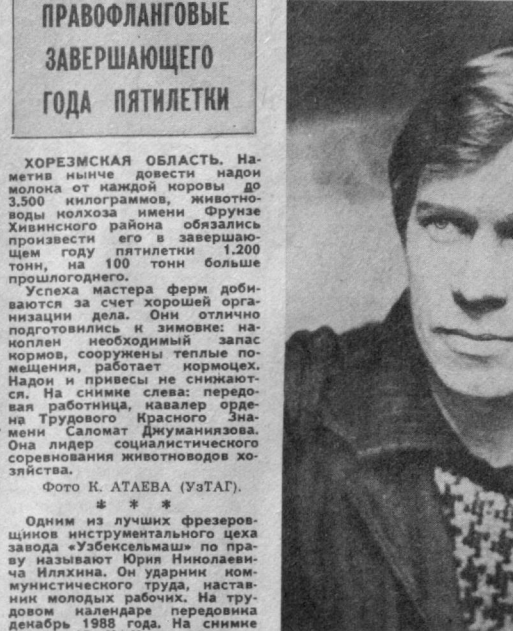 ПРАВОФЛАНГОВЫЕ
ЗАВЕРШАЮЩЕГО
ГОДА ПЯТИЛЕТКИ
ХОРЕЗМСКАЯ ОБЛАСТЬ. На-
метив нынче довести надои
молока от каждой коровы до
3.500 килограммов, животно-
воды колхоза имени Фрунзе
Хивинского района обязались
произвести его в завершаю-
щем году пятилетки 1.200
тонн, на 100 тонн больше
прошлогоднего.
Успеха мастера ферм доби-
ваются за счет хорошей орга-
низации дела. Они отлично
подготовились к зимовке: на-
коплен необходимый запас
кормов, сооружены теплые по-
мещения, работает кормоцех.
Надои и привесы не снижают-
ся. На снимке слева: передо-
вая работница, кавалер орде-
на Трудового Красного Зна-
мени Саломат Джуманиязова.
Она лидер социалистического
соревнования животноводов хо-
зяйства.
Фото К. АТАЕВА (УзТАГ).
* * *
Одним из лучших фрезеров-
щиков инструментального цеха
завода «Узбексельмаш» по пра-
ву называют Юрия Николаеви-
ча Иляхина. Он ударник ком-
мунистического труда, настав-
ник молодых рабочих. На тру-
довом календаре передовика
декабрь 1988 года. На снимке